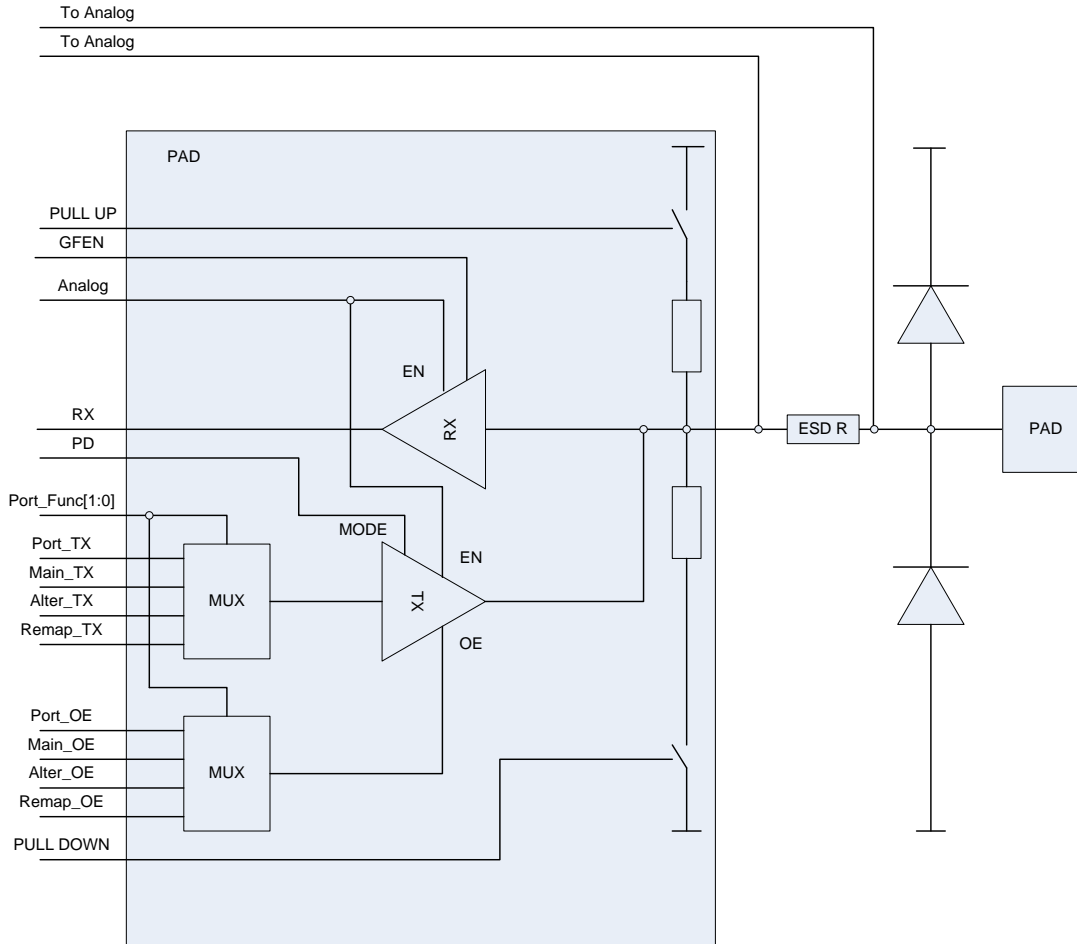 To Analog
To Analog
PAD
PULL UP
GFEN
Analog
EN
RX
RX
PD
ESD R
PAD
Port_Func[1:0]
MODE
Port_TX
EN
Main_TX
MUX
TX
Alter_TX
Remap_TX
OE
Port_OE
Main_OE
MUX
Alter_OE
Remap_OE
PULL DOWN